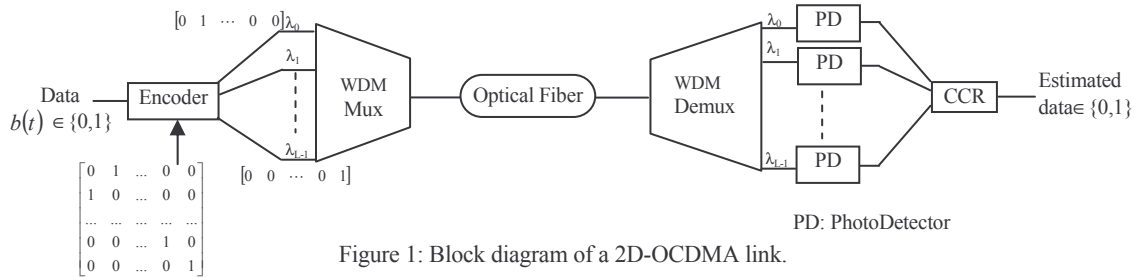 [0 1 ⋯ 0 0]
λ0
λ1
λL-1
[0 0 ⋯ 0 1]
Data
b(t) ∈{0,1}
Encoder
0 1 ... 0 0
1 0 ... 0 0
... ... ... ... ...
0 0 ... 1 0
0 0 ... 0 1
WDM
Mux
Optical Fiber
WDM
Demux
λ0
λ1
λL-1
PD
PD
PD
CCR
Estimated
data∈ {0,1}
PD: PhotoDetector
Figure 1: Block diagram of a 2D-OCDMA link.